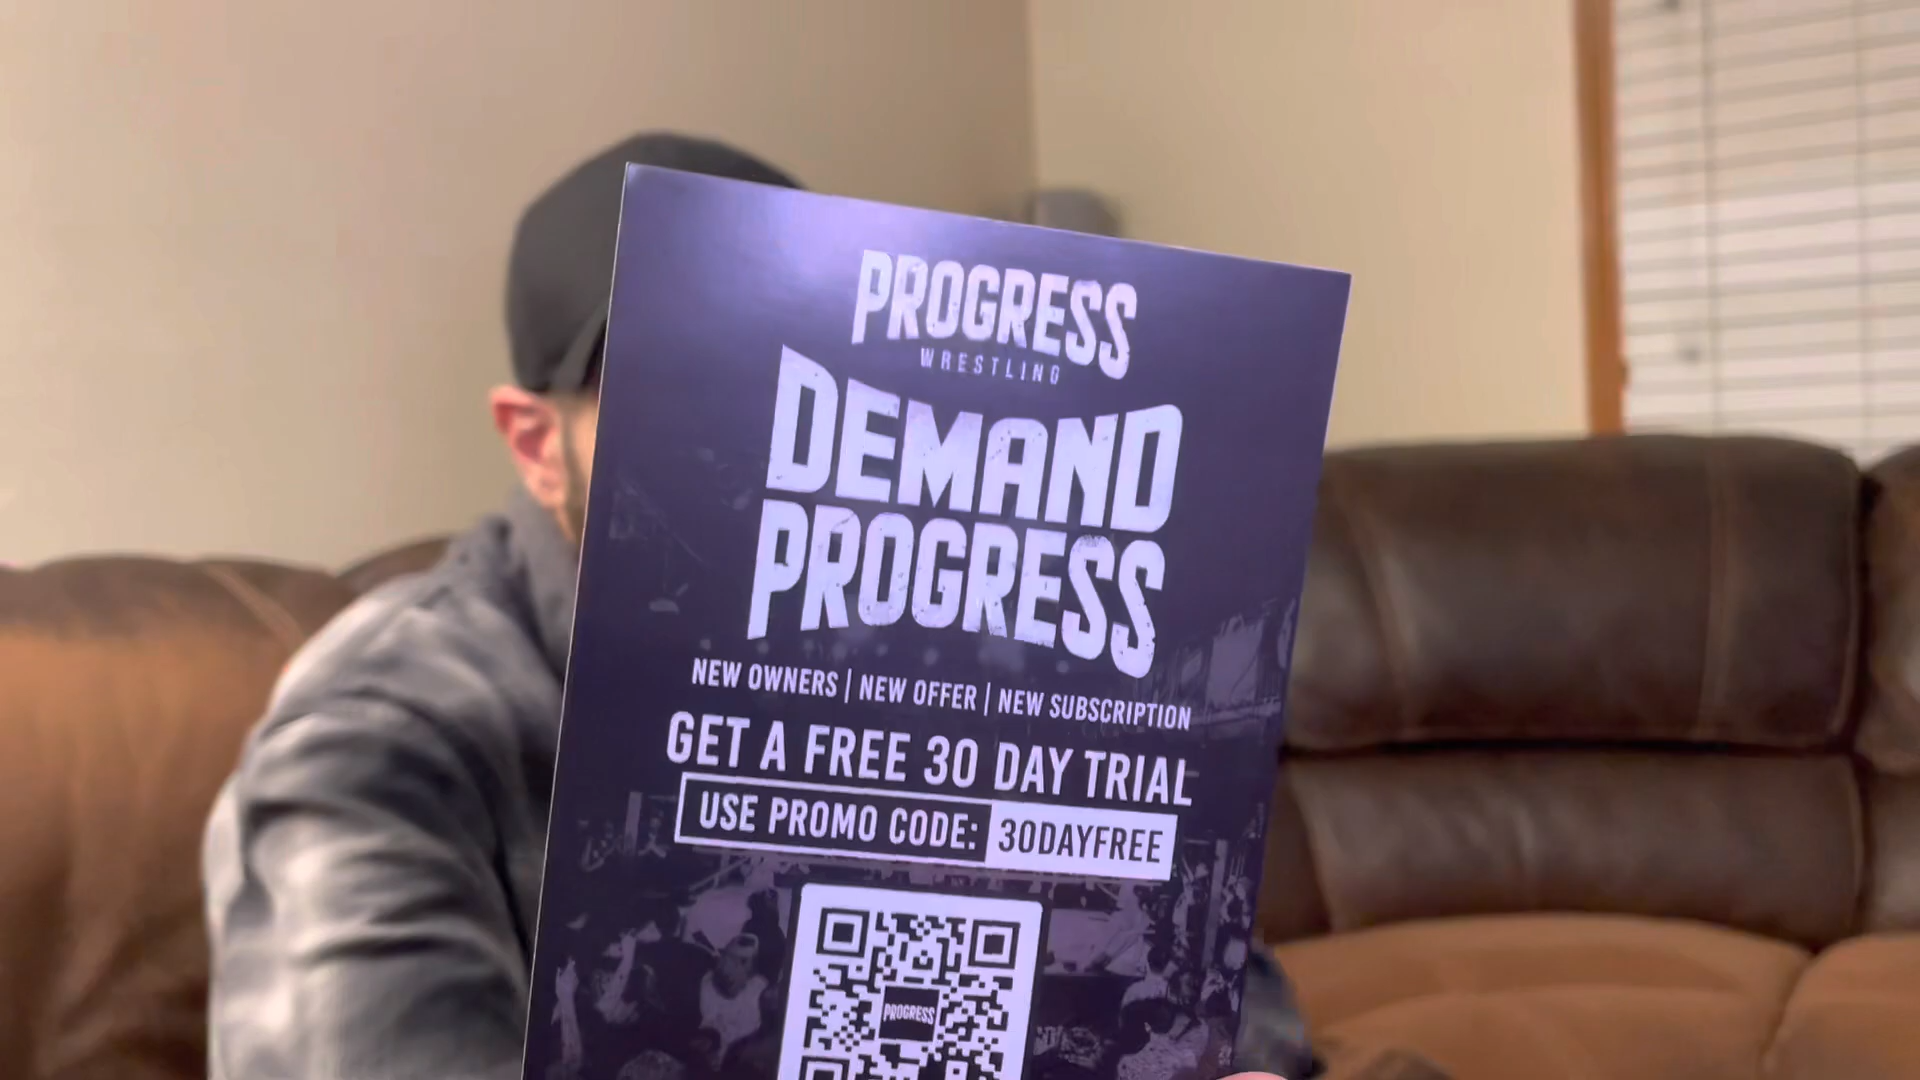 PROGRESS
WRESTLING
DEMAND
PROGRESS
NEW OWNERS | NEW OFFER | NEW SUBSCRIPTION
GET A FREE 30 DAY TRIAL
USE PROMO CODE: 30DAYFREE
PROGRESS